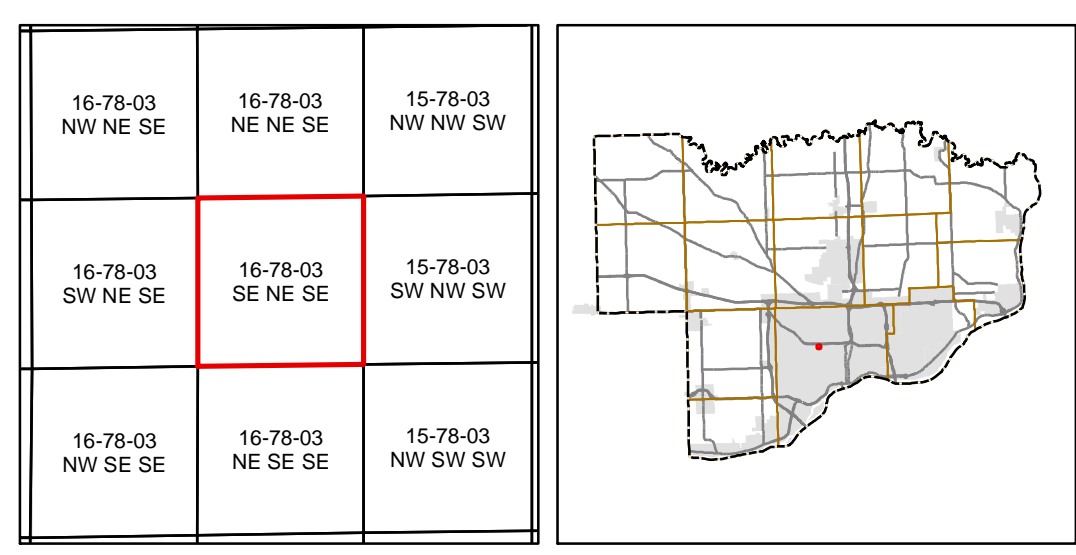 16-78-03
NW NE SE
16-78-03
NE NE SE
15-78-03
NW NW SW
16-78-03
SW NE SE
16-78-03
SE NE SE
15-78-03
SW NW SW
16-78-03
NW SE SE
16-78-03
NE SE SE
15-78-03
NW SW SW